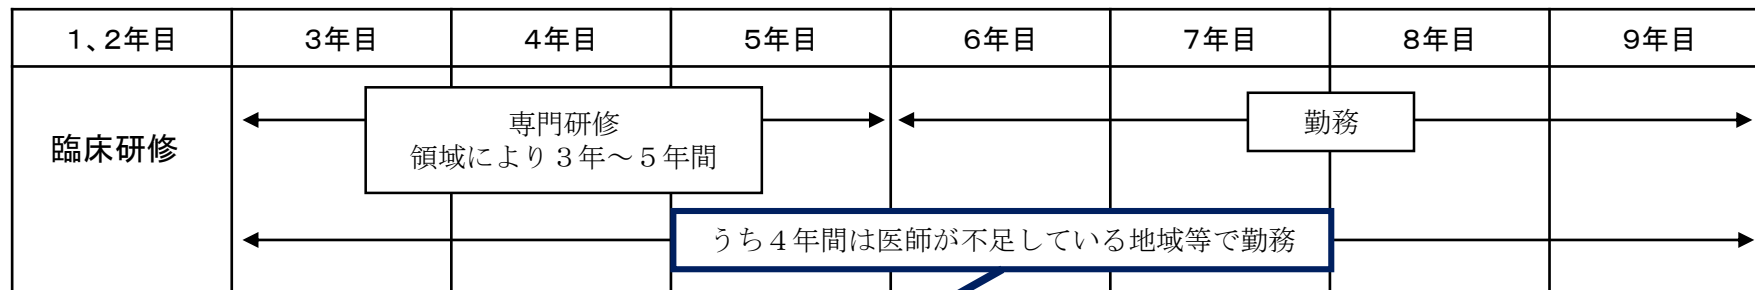 1、2年目
3年目
4年目
5年目
6年目
7年目
8年目
9年目
臨床研修
専門研修
領域により３年～５年間
勤務
うち４年間は医師が不足している地域等で勤務